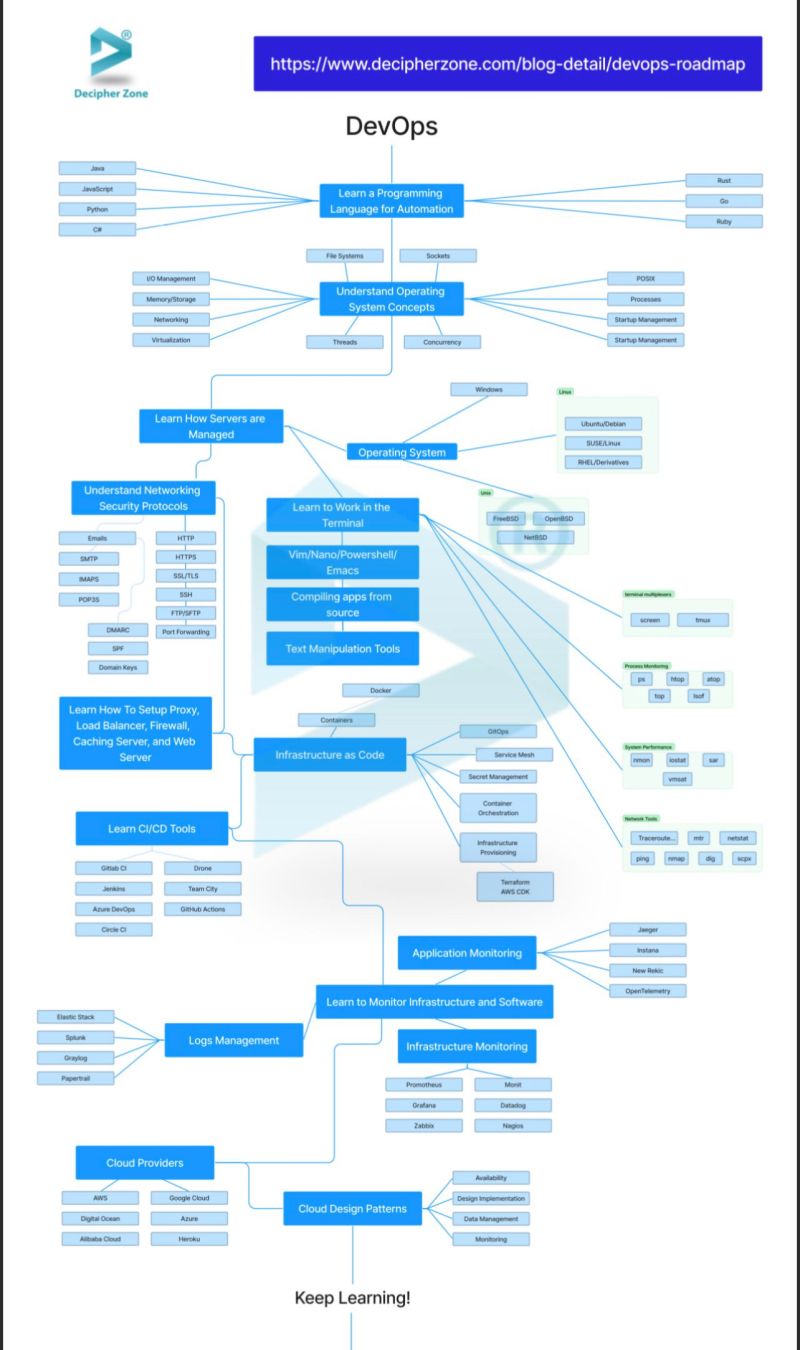 Decipher Zone
https://www.decipherzone.com/blog-detail/devops-roadmap
DevOps
Java
JavaScript
Python
C#
Learn a Programming
Language for Automation
Rust
Go
Ruby
File Systems
Sockets
I/O Management
Memory/Storage
Networking
Virtualization
Understand Operating
System Concepts
POSIX
Processes
Startup Management
Startup Management
Threads
Concurrency
Learn How Servers are
Managed
Windows
Operating System
Linux
Ubuntu/Debian
SUSE/Linux
RHEL/Derivatives
Unix
FreeBSD
OpenBSD
NetBSD
Understand Networking
Security Protocols
Emails
SMTP
IMAPS
POP3S
DMARC
SPF
Domain Keys
HTTP
HTTPS
SSL/TLS
SSH
FTP/SFTP
Port Forwarding
Learn to Work in the
Terminal
Vim/Nano/Powershell/
Emacs
Compiling apps from
source
Text Manipulation Tools
terminal multiplexers
screen
tmux
Process Monitoring
ps
htop
atop
top
lsof
System Performance
nmon
iostat
sar
vmsat
Network Tools
Traceroute...
mtr
netstat
ping
nmap
dig
scpx
Learn How To Setup Proxy,
Load Balancer, Firewall,
Caching Server, and Web
Server
Docker
Containers
Infrastructure as Code
GitOps
Service Mesh
Secret Management
Container
Orchestration
Infrastructure
Provisioning
Terraform
AWS CDK
Learn CI/CD Tools
Gitlab CI
Jenkins
Azure DevOps
Circle CI
Drone
Team City
GitHub Actions
Application Monitoring
Jaeger
Instana
New Rekic
OpenTelemetry
Learn to Monitor Infrastructure and Software
Logs Management
Elastic Stack
Splunk
Graylog
Papertrail
Infrastructure Monitoring
Promotheus
Grafana
Zabbix
Monit
Datadog
Nagios
Cloud Providers
AWS
Digital Ocean
Alibaba Cloud
Google Cloud
Azure
Heroku
Cloud Design Patterns
Availability
Design Implementation
Data Management
Monitoring
Keep Learning!